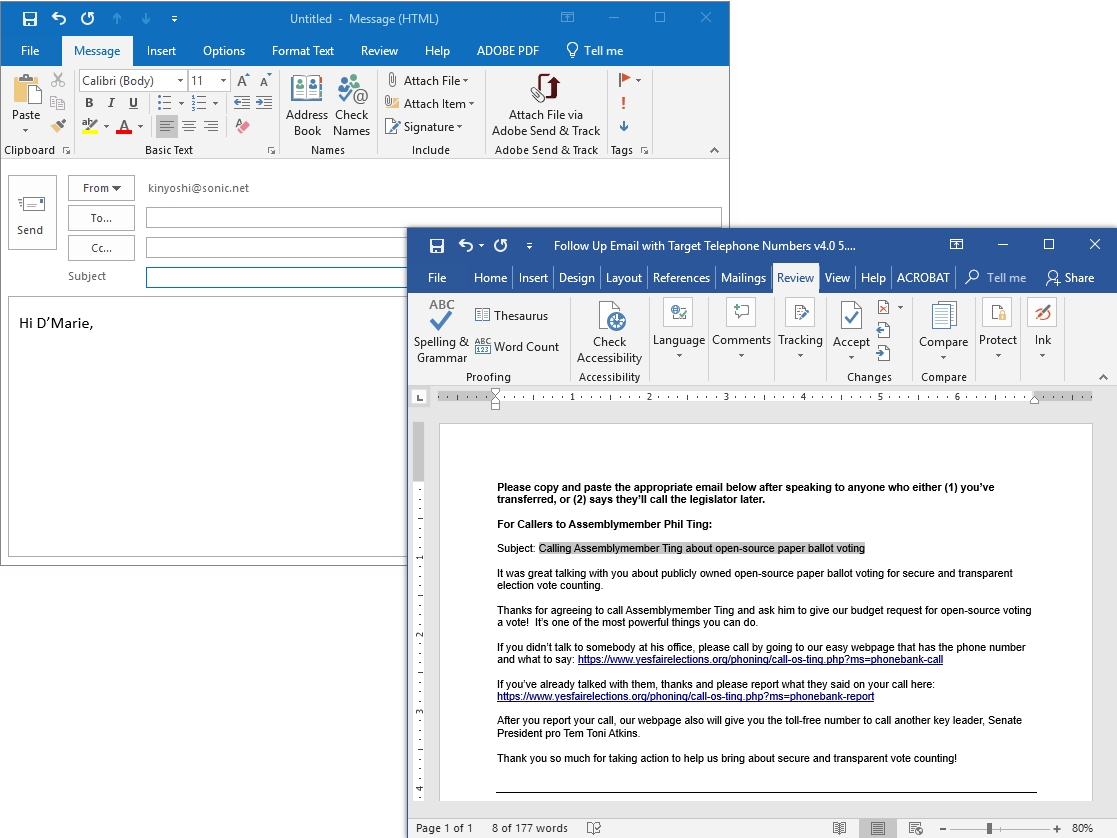 Untitled - Message (HTML)
File Message Insert Options Format Text Review Help ADOBE PDF Tell me
Paste
Clipboard
Calibri (Body) 11
B I U
Basic Text
Address Book
Check Names
Names
Attach File
Attach Item
Signature
Include
Attach File via
Adobe Send & Track
Adobe Send & Track
Tags
Send
From kinyoshi@sonic.net
To...
Cc...
Subject
Hi D’Marie,
Follow Up Email with Target Telephone Numbers v4.0 5....
File Home Insert Design Layout References Mailings Review View Help ACROBAT Tell me Share
ABC
Spelling &
Grammar
Thesaurus
ABC
123 Word Count
Proofing
Check
Accessibility
Accessibility
Language
Comments
Tracking
Accept
Changes
Compare
Compare
Protect
Ink
1 2 3 4 5 6
Please copy and paste the appropriate email below after speaking to anyone who either (1) you’ve
transferred, or (2) says they’ll call the legislator later.
For Callers to Assemblymember Phil Ting:
Subject: Calling Assemblymember Ting about open-source paper ballot voting
It was great talking with you about publicly owned open-source paper ballot voting for secure and transparent
election vote counting.
Thanks for agreeing to call Assemblymember Ting and ask him to give our budget request for open-source voting
a vote! It’s one of the most powerful things you can do.
If you didn’t talk to somebody at his office, please call by going to our easy webpage that has the phone number
and what to say: https://www.yesfairelections.org/phoning/call-os-ting.php?ms=phonebank-call
If you’ve already talked with them, thanks and please report what they said on your call here:
https://www.yesfairelections.org/phoning/call-os-ting.php?ms=phonebank-report
After you report your call, our webpage also will give you the toll-free number to call another key leader, Senate
President pro Tem Toni Atkins.
Thank you so much for taking action to help us bring about secure and transparent vote counting!
1
2
3
4
Page 1 of 1 8 of 177 words 80%